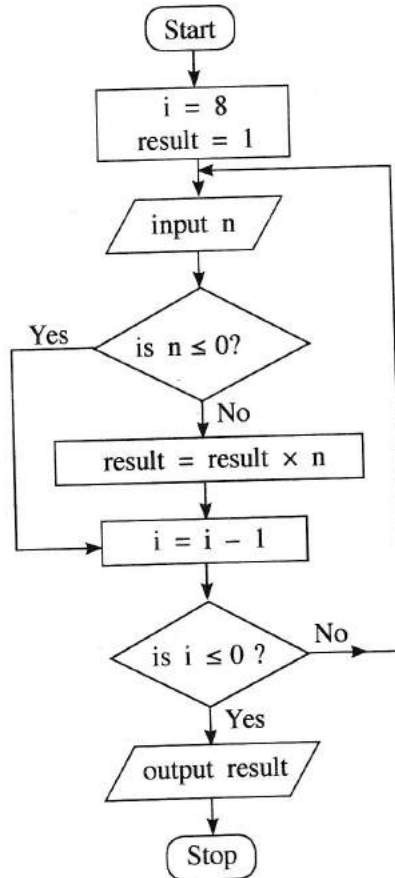 Start
i = 8
result = 1
input n
Yes
is n ≤ 0?
No
result = result × n
i = i − 1
is i ≤ 0 ?
No
Yes
output result
Stop